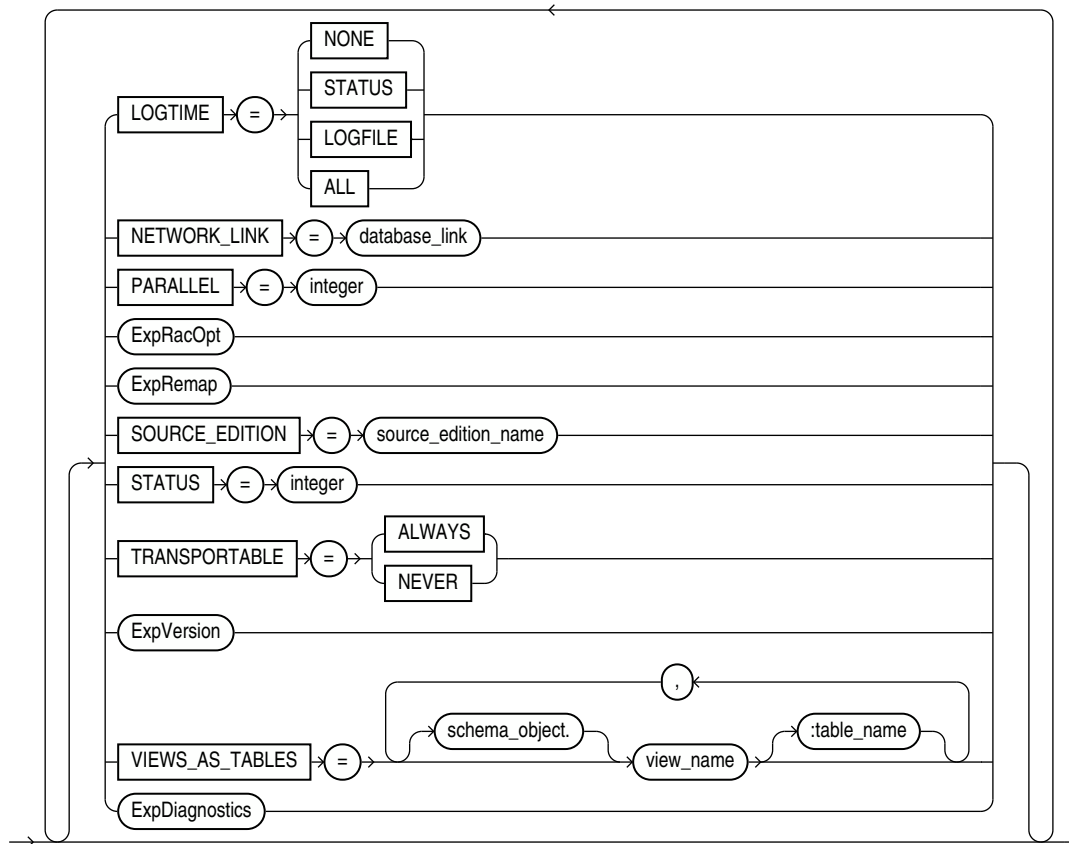 NONE
STATUS
LOGTIME = 
LOGFILE
ALL
NETWORK_LINK = database_link
PARALLEL = integer
ExpRacOpt
ExpRemap
SOURCE_EDITION = source_edition_name
STATUS = integer
ALWAYS
TRANSPORTABLE =
NEVER
ExpVersion
,
schema_object. :table_name
VIEWS_AS_TABLES = view_name
ExpDiagnostics